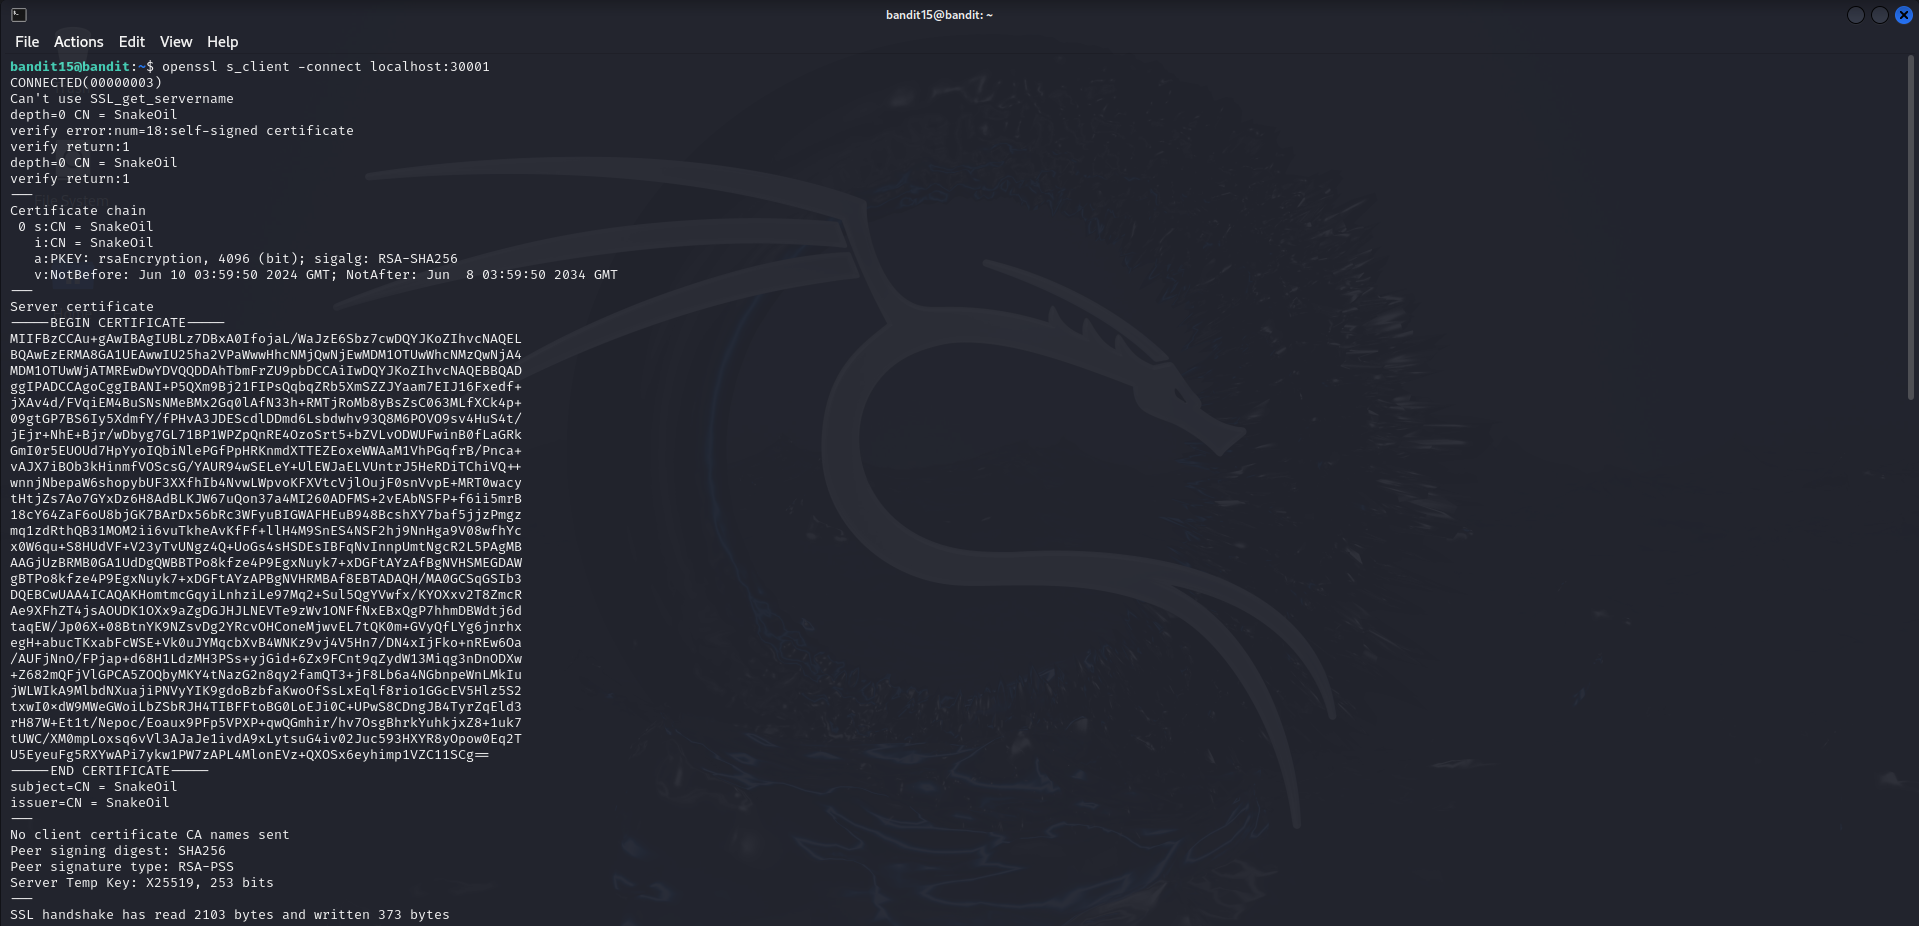 bandit15@bandit: ~
File Actions Edit View Help
bandit15@bandit:~$ openssl s_client -connect localhost:30001
CONNECTED(00000003)
Can't use SSL_get_servername
depth=0 CN = SnakeOil
verify error:num=18:self-signed certificate
verify return:1
depth=0 CN = SnakeOil
verify return:1
---
Certificate chain
 0 s:CN = SnakeOil
   i:CN = SnakeOil
   a:PKEY: rsaEncryption, 4096 (bit); sigalg: RSA-SHA256
   v:NotBefore: Jun 10 03:59:50 2024 GMT; NotAfter: Jun  8 03:59:50 2034 GMT
---
Server certificate
-----BEGIN CERTIFICATE-----
MIIFBzCCAu+gAwIBAgIUBLz7DBxA0IfojaL/WaJzE6Sbz7cwDQYJKoZIhvcNAQEL
BQAwEzERMA8GA1UEAwwIU25ha2VPaWwwHhcNMjQwNjEwMDM1OTUwWhcNMzQwNjA4
MDM1OTUwWjATMREwDwYDVQQDDAhTbmFrZU9pbDCCAiIwDQYJKoZIhvcNAQEBBQAD
ggIPADCCAgoCggIBANI+P5QXm9Bj21FIPsQqbqZRb5XmSZZJYaam7EIJ16Fxedf+
jXAv4d/FVqiEM4BuSNsNMeBMx2Gq0lAfN33h+RMTjRoMb8yBsZsC063MLfXCk4p+
09gtGP7BS6Iy5XdmfY/fPHvA3JDEScdlDDmd6Lsbdwhv93Q8M6POVO9sv4HuS4t/
jEjr+NhE+Bjr/wDbyg7GL71BP1WPZpQnRE4OzoSrt5+bZVLvODWUFwinB0fLaGRk
GmI0r5EUOUd7HpYyoIQbiNlePGfPpHRKnmdXTTEZEoxeWWAaM1VhPGqfrB/Pnca+
vAJX7iBOb3kHinmfVOScsG/YAUR94wSELeY+UlEWJaELVUntrJ5HeRDiTChiVQ++
wnnjNbepaW6shopybUF3XXfhIb4NvwLWpvoKFXVtcVjlOujF0snVvpE+MRT0wacy
tHtjZs7Ao7GYxDz6H8AdBLKJW67uQon37a4MI260ADFMS+2vEAbNSFP+f6ii5mrB
18cY64ZaF6oU8bjGK7BArDx56bRc3WFyuBIGWAFHEuB948BcshXY7baf5jjzPmgz
mq1zdRthQB31MOM2ii6vuTkheAvKfFf+llH4M9SnES4NSF2hj9NnHga9V08wfhYc
x0W6qu+S8HUdVF+V23yTvUNgz4Q+UoGs4sHSDEsIBFqNvInnpUmtNgcR2L5PAgMB
AAGjUzBRMB0GA1UdDgQWBBTPo8kfze4P9EgxNuyk7+xDGFtAYzAfBgNVHSMEGDAW
gBTPo8kfze4P9EgxNuyk7+xDGFtAYzAPBgNVHRMBAf8EBTADAQH/MA0GCSqGSIb3
DQEBCwUAA4ICAQAKHomtmcGqyiLnhziLe97Mq2+Sul5QgYVwfx/KYOXxv2T8ZmcR
Ae9XFhZT4jsAOUDK1OXx9aZgDGJHJLNEVTe9zWv1ONFfNxEBxQgP7hhmDBWdtj6d
taqEW/Jp06X+08BtnYK9NZsvDg2YRcvOHConeMjwvEL7tQK0m+GVyQfLYg6jnrhx
egH+abucTKxabFcWSE+Vk0uJYMqcbXvB4WNKz9vj4V5Hn7/DN4xIjFko+nREw6Oa
/AUFjNnO/FPjap+d68H1LdzMH3PSs+yjGid+6Zx9FCnt9qZydW13Miqg3nDnODXw
+Z682mQFjVlGPCA5ZOQbyMKY4tNazG2n8qy2famQT3+jF8Lb6a4NGbnpeWnLMkIu
jWLWIkA9MlbdNXuajiPNVyYIK9gdoBzbfaKwoOfSsLxEqlf8rio1GGcEV5Hlz5S2
txwI0×dW9MWeGWoiLbZSbRJH4TIBFFtoBG0LoEJi0C+UPwS8CDngJB4TyrZqEld3
rH87W+Et1t/Nepoc/Eoaux9PFp5VPXP+qwQGmhir/hv7OsgBhrkYuhkjxZ8+1uk7
tUWC/XM0mpLoxsq6vVl3AJaJe1ivdA9xLytsuG4iv02Juc593HXYR8yOpow0Eq2T
U5EyeuFg5RXYwAPi7ykw1PW7zAPL4MlonEVz+QXOSx6eyhimp1VZC11SCg==
-----END CERTIFICATE-----
subject=CN = SnakeOil
issuer=CN = SnakeOil
---
No client certificate CA names sent
Peer signing digest: SHA256
Peer signature type: RSA-PSS
Server Temp Key: X25519, 253 bits
---
SSL handshake has read 2103 bytes and written 373 bytes